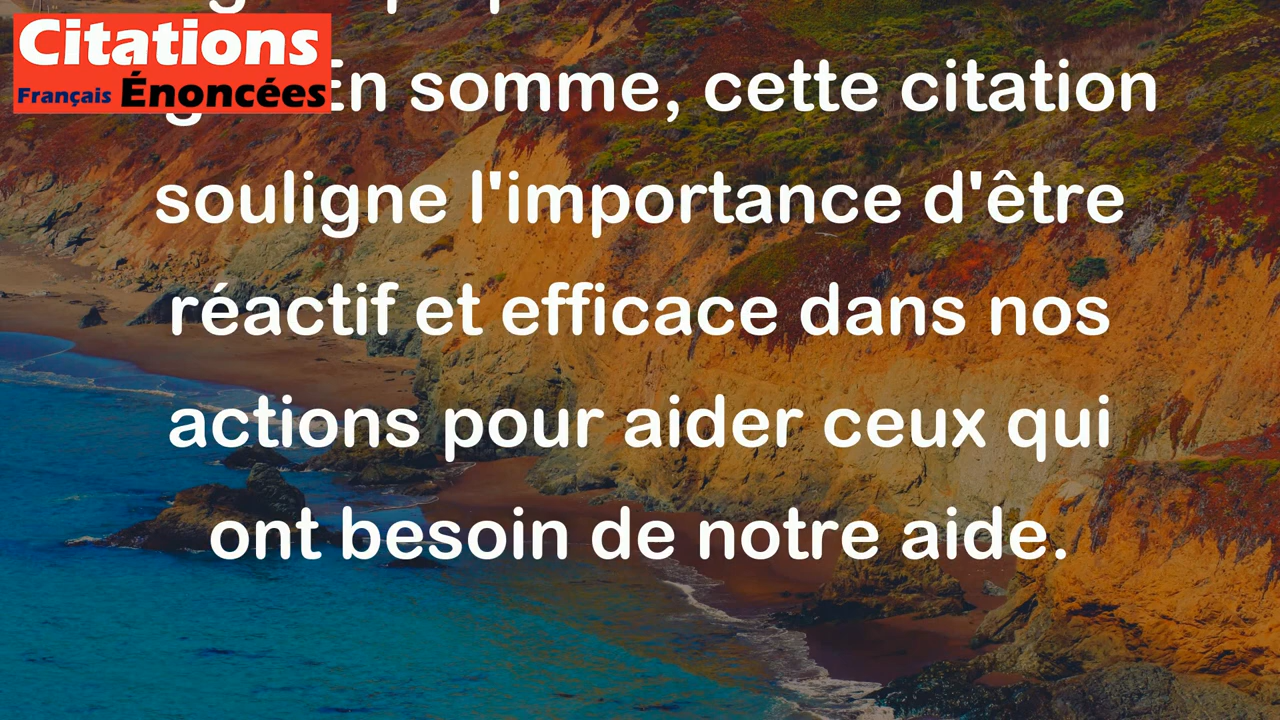 Citations
Français Énoncées
En somme, cette citation
souligne l'importance d'être
réactif et efficace dans nos
actions pour aider ceux qui
ont besoin de notre aide.